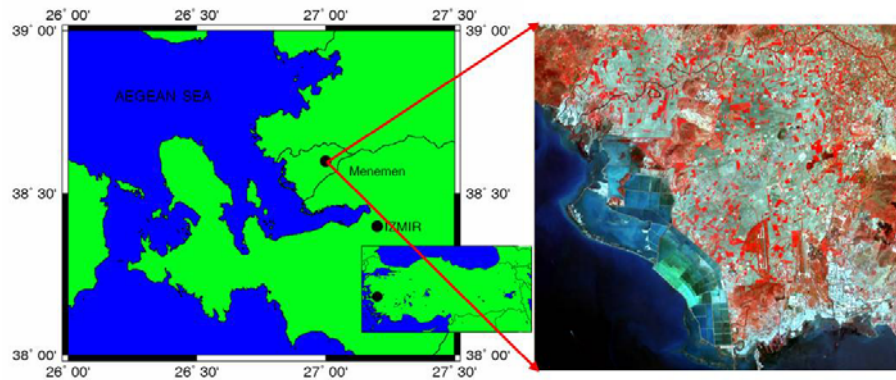 26° 00' 26° 30' 27° 00' 27° 30'
39° 00' 39° 00'
AEGEAN SEA
Menemen
38° 30' 38° 30'
IZMIR
38° 00' 38° 00'
26° 00' 26° 30' 27° 00' 27° 30'